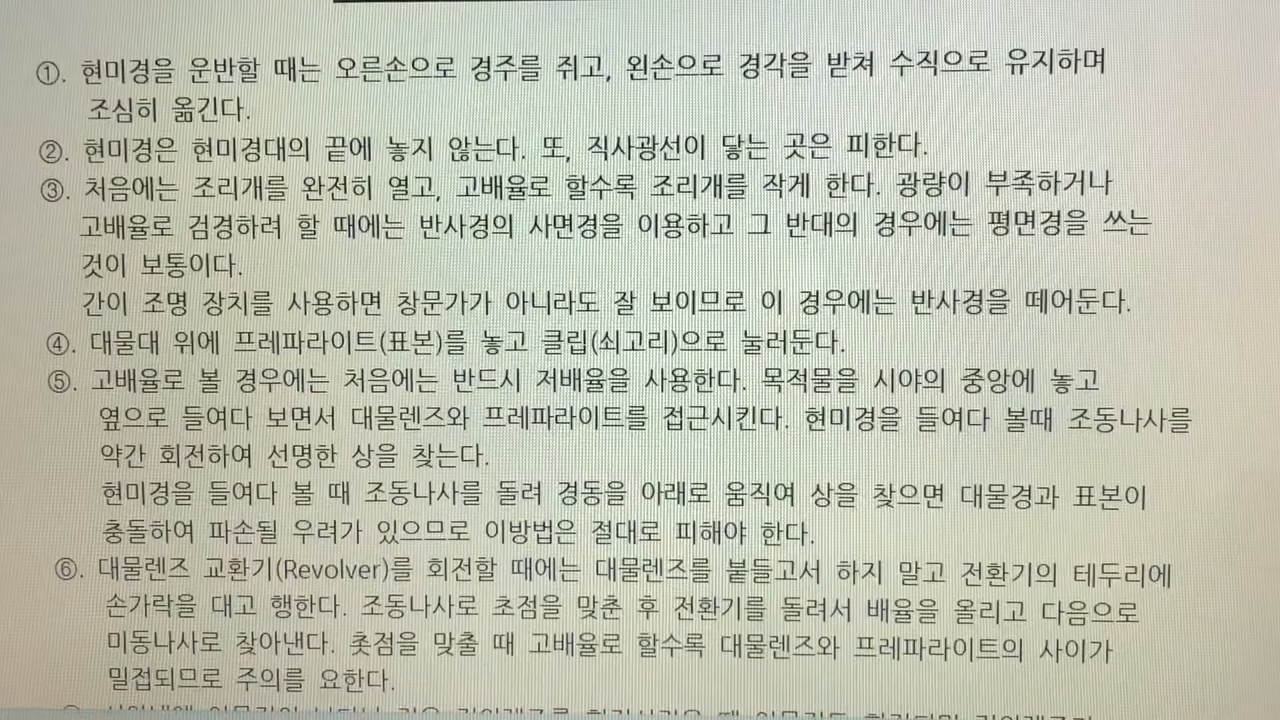 ①. 현미경을 운반할 때는 오른손으로 경주를 쥐고, 왼손으로 경각을 받쳐 수직으로 유지하며
조심히 옮긴다.
②. 현미경은 현미경대의 끝에 놓지 않는다. 또, 직사광선이 닿는 곳은 피한다.
③. 처음에는 조리개를 완전히 열고, 고배율로 할수록 조리개를 작게 한다. 광량이 부족하거나
고배율로 검경하려 할 때에는 반사경의 사면경을 이용하고 그 반대의 경우에는 평면경을 쓰는
것이 보통이다.
간이 조명 장치를 사용하면 창문가가 아니라도 잘 보이므로 이 경우에는 반사경을 떼어둔다.
④. 대물대 위에 프레파라이트(표본)를 놓고 클립(쇠고리)으로 눌러둔다.
⑤. 고배율로 볼 경우에는 처음에는 반드시 저배율을 사용한다. 목적물을 시야의 중앙에 놓고
옆으로 들여다 보면서 대물렌즈와 프레파라이트를 접근시킨다. 현미경을 들여다 볼때 조동나사를
약간 회전하여 선명한 상을 찾는다.
현미경을 들여다 볼 때 조동나사를 돌려 경동을 아래로 움직여 상을 찾으면 대물경과 표본이
충돌하여 파손될 우려가 있으므로 이방법은 절대로 피해야 한다.
⑥. 대물렌즈 교환기(Revolver)를 회전할 때에는 대물렌즈를 붙들고서 하지 말고 전환기의 테두리에
손가락을 대고 행한다. 조동나사로 초점을 맞춘 후 전환기를 돌려서 배율을 올리고 다음으로
미동나사로 찾아낸다. 촛점을 맞출 때 고배율로 할수록 대물렌즈와 프레파라이트의 사이가
밀접되므로 주의를 요한다.